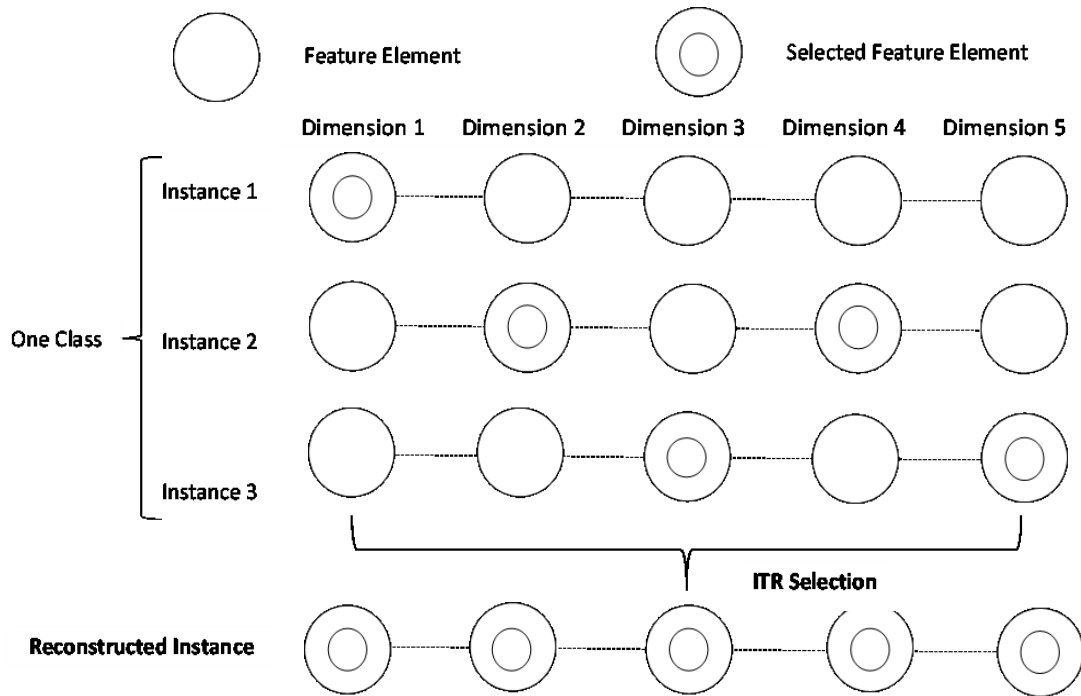 Feature Element
Selected Feature Element
Dimension 1
Dimension 2
Dimension 3
Dimension 4
Dimension 5
Instance 1
One Class
Instance 2
Instance 3
ITR Selection
Reconstructed Instance